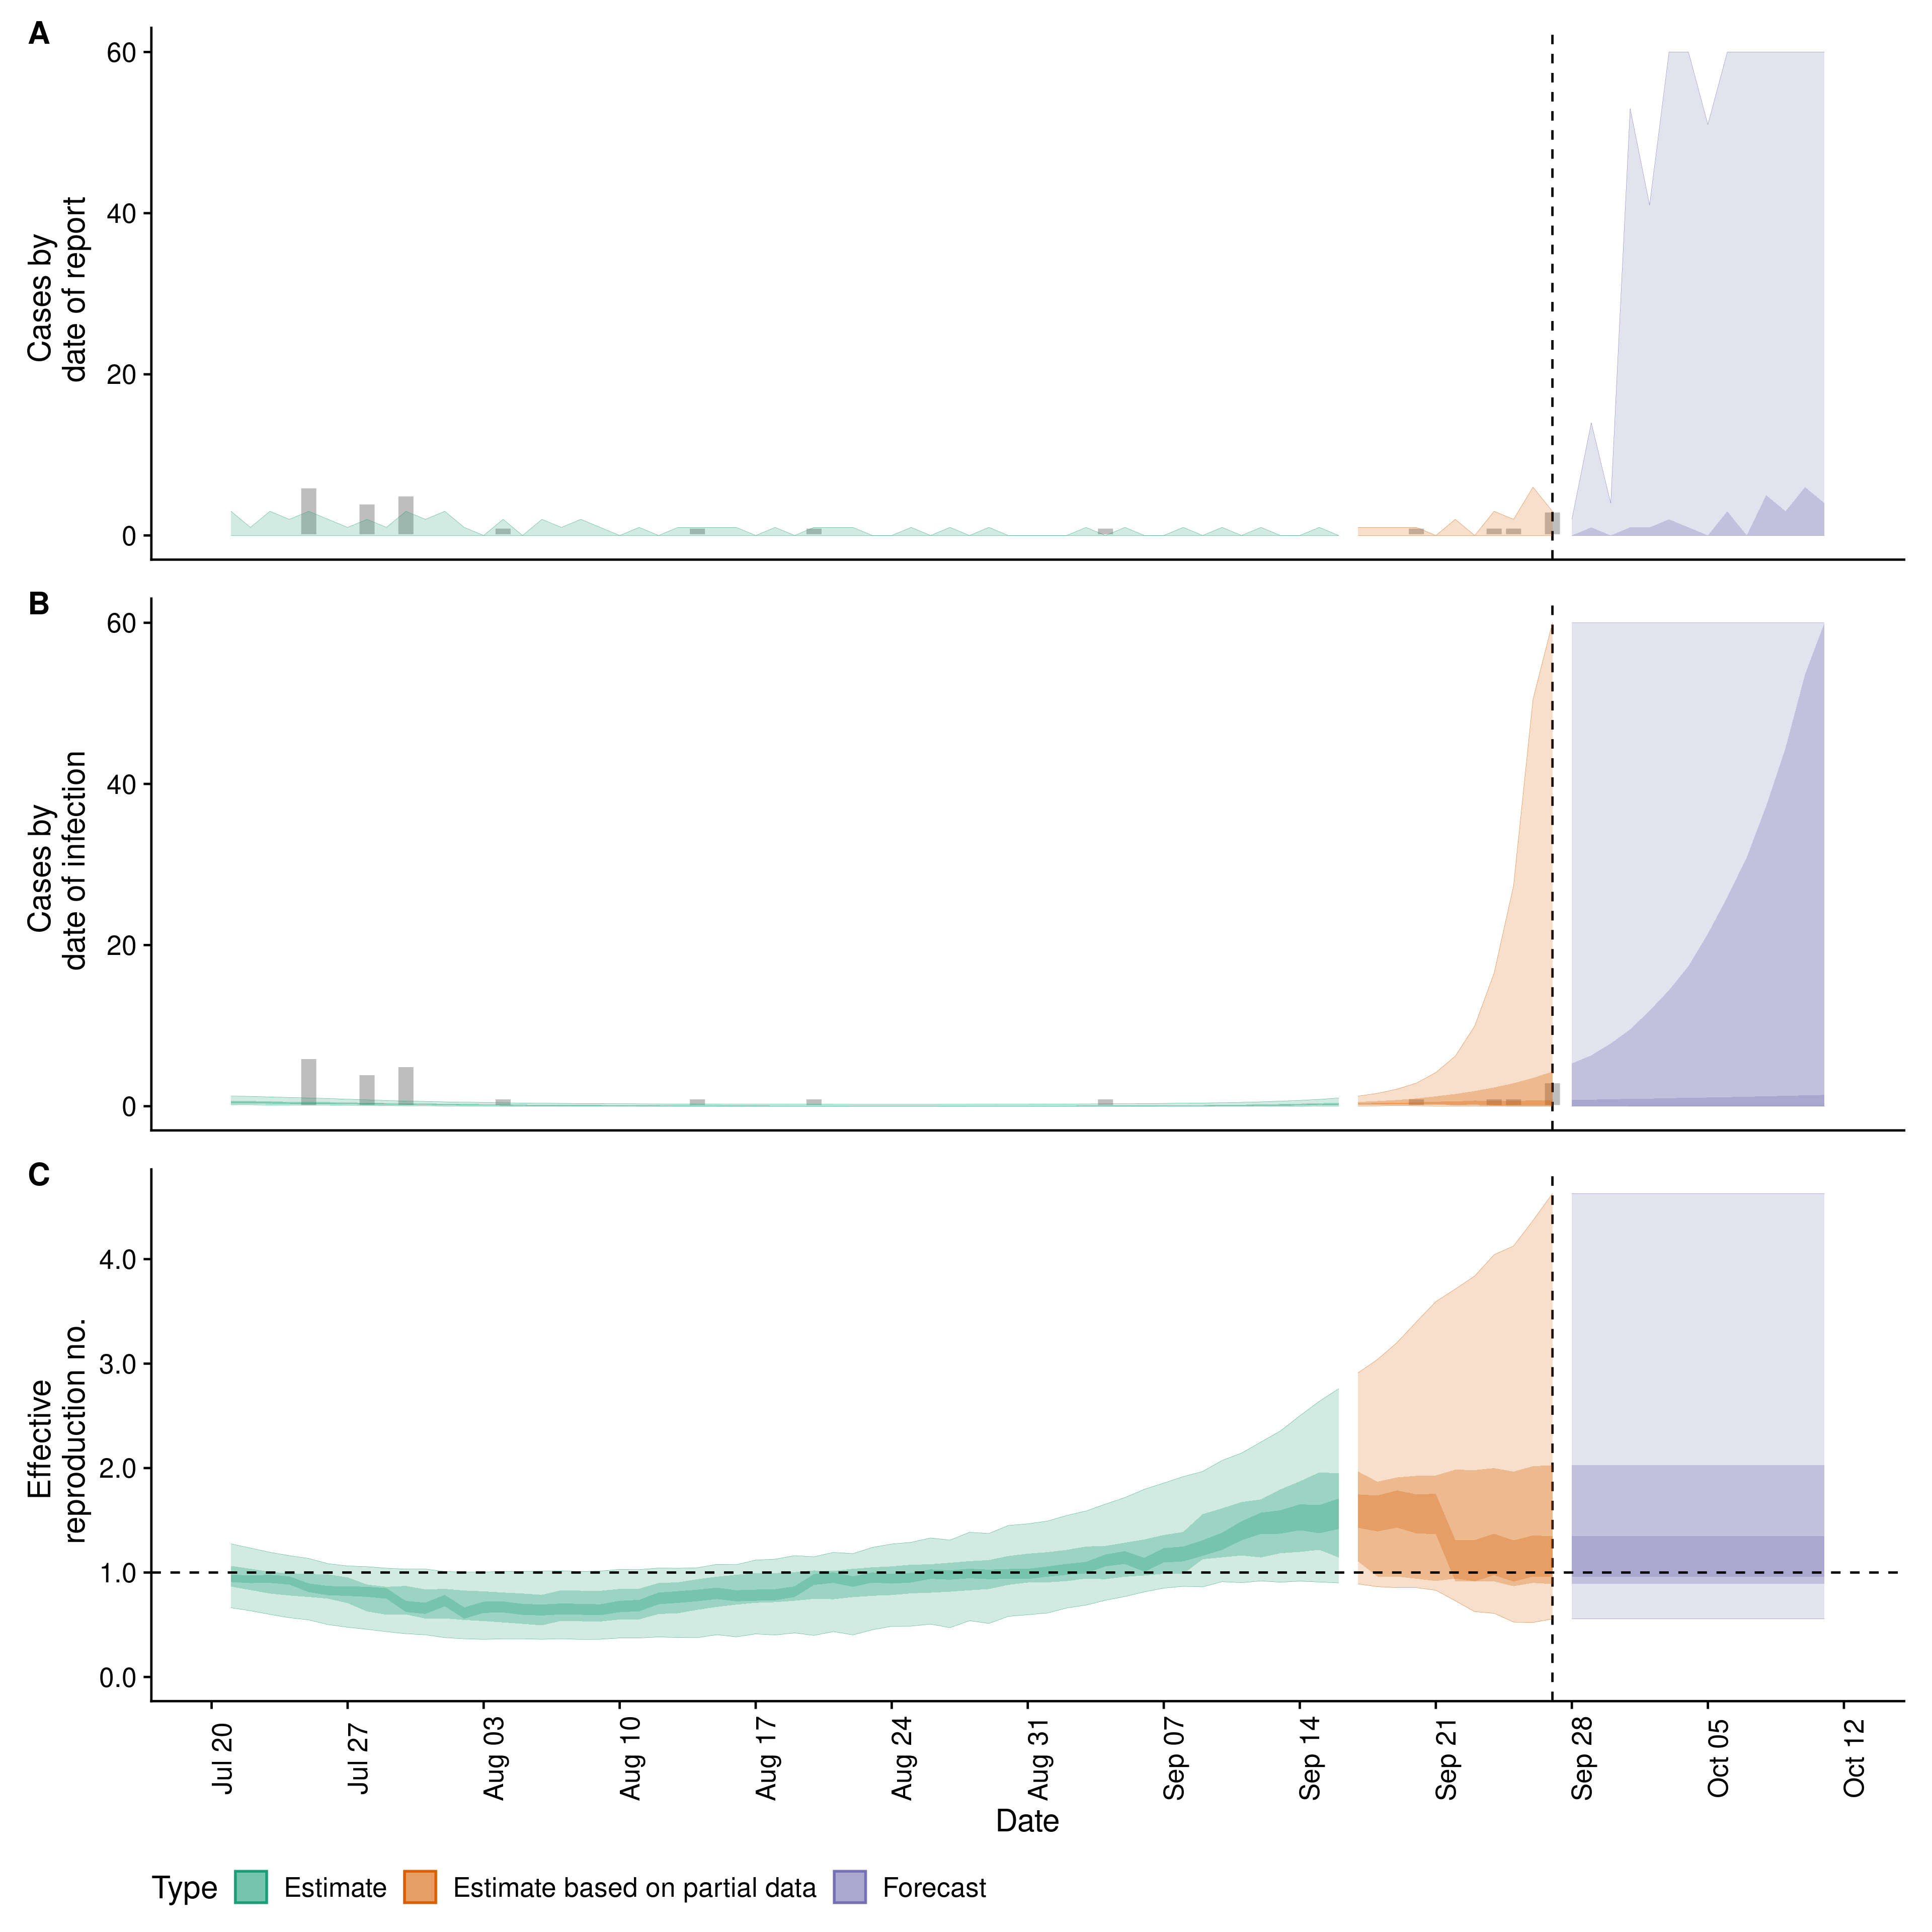 A
60
40
20
0
Cases by
date of report
B
60
40
20
0
Cases by
date of infection
C
4.0
3.0
2.0
1.0
0.0
Effective
reproduction no.
Jul 20
Jul 27
Aug 03
Aug 10
Aug 17
Aug 24
Aug 31
Sep 07
Sep 14
Sep 21
Sep 28
Oct 05
Oct 12
Date
Type Estimate Estimate based on partial data Forecast